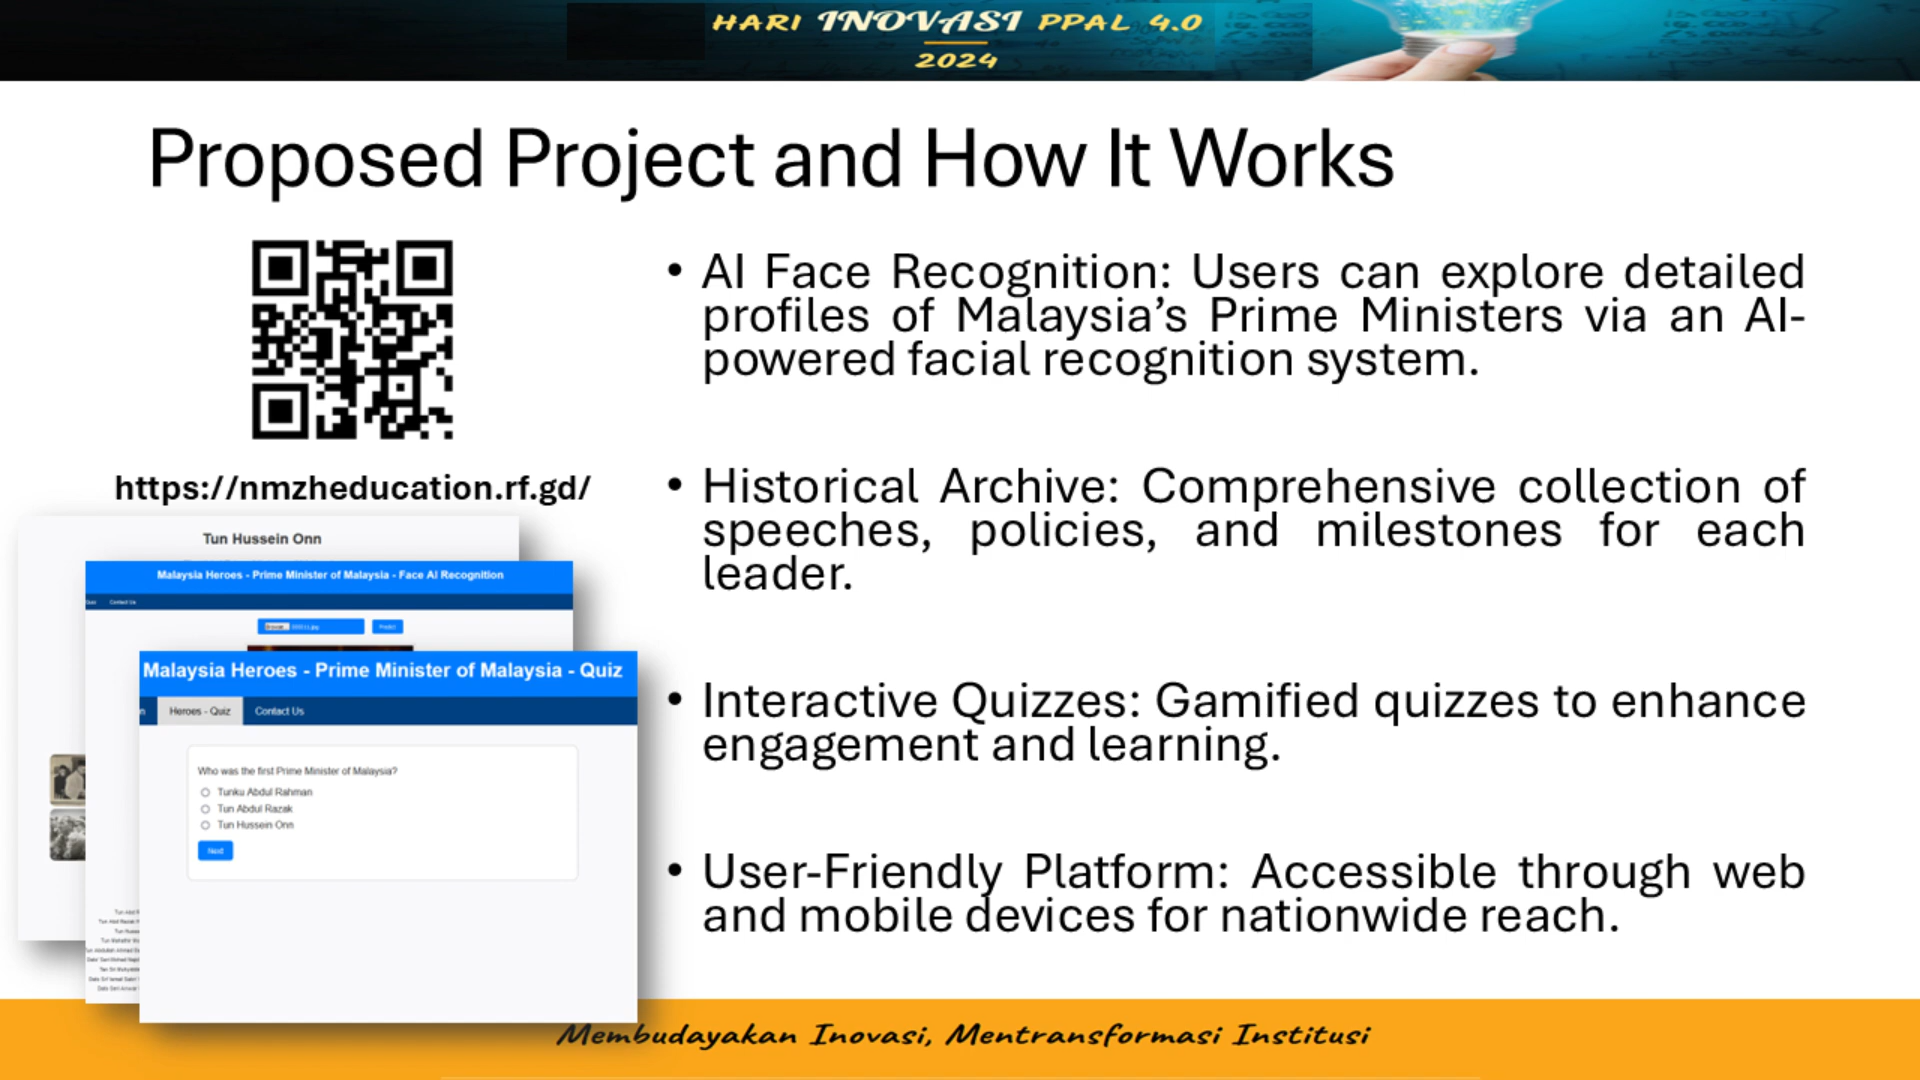 HARI INOVASI PPAL 4.0
2024
Proposed Project and How It Works
https://nmzheducation.rf.gd/
Tun Hussein Onn
Malaysia Heroes - Prime Minister of Malaysia - Face AI Recognition
Contact Us
Malaysia Heroes - Prime Minister of Malaysia - Quiz
Heroes - Quiz
Contact Us
Who was the first Prime Minister of Malaysia?
Tunku Abdul Rahman
Tun Abdul Razak
Tun Hussein Onn
Next
• AI Face Recognition: Users can explore detailed
profiles of Malaysia’s Prime Ministers via an AI-
powered facial recognition system.
• Historical Archive: Comprehensive collection of
speeches, policies, and milestones for each
leader.
• Interactive Quizzes: Gamified quizzes to enhance
engagement and learning.
• User-Friendly Platform: Accessible through web
and mobile devices for nationwide reach.
Membudayakan Inovasi, Mentransformasi Institusi